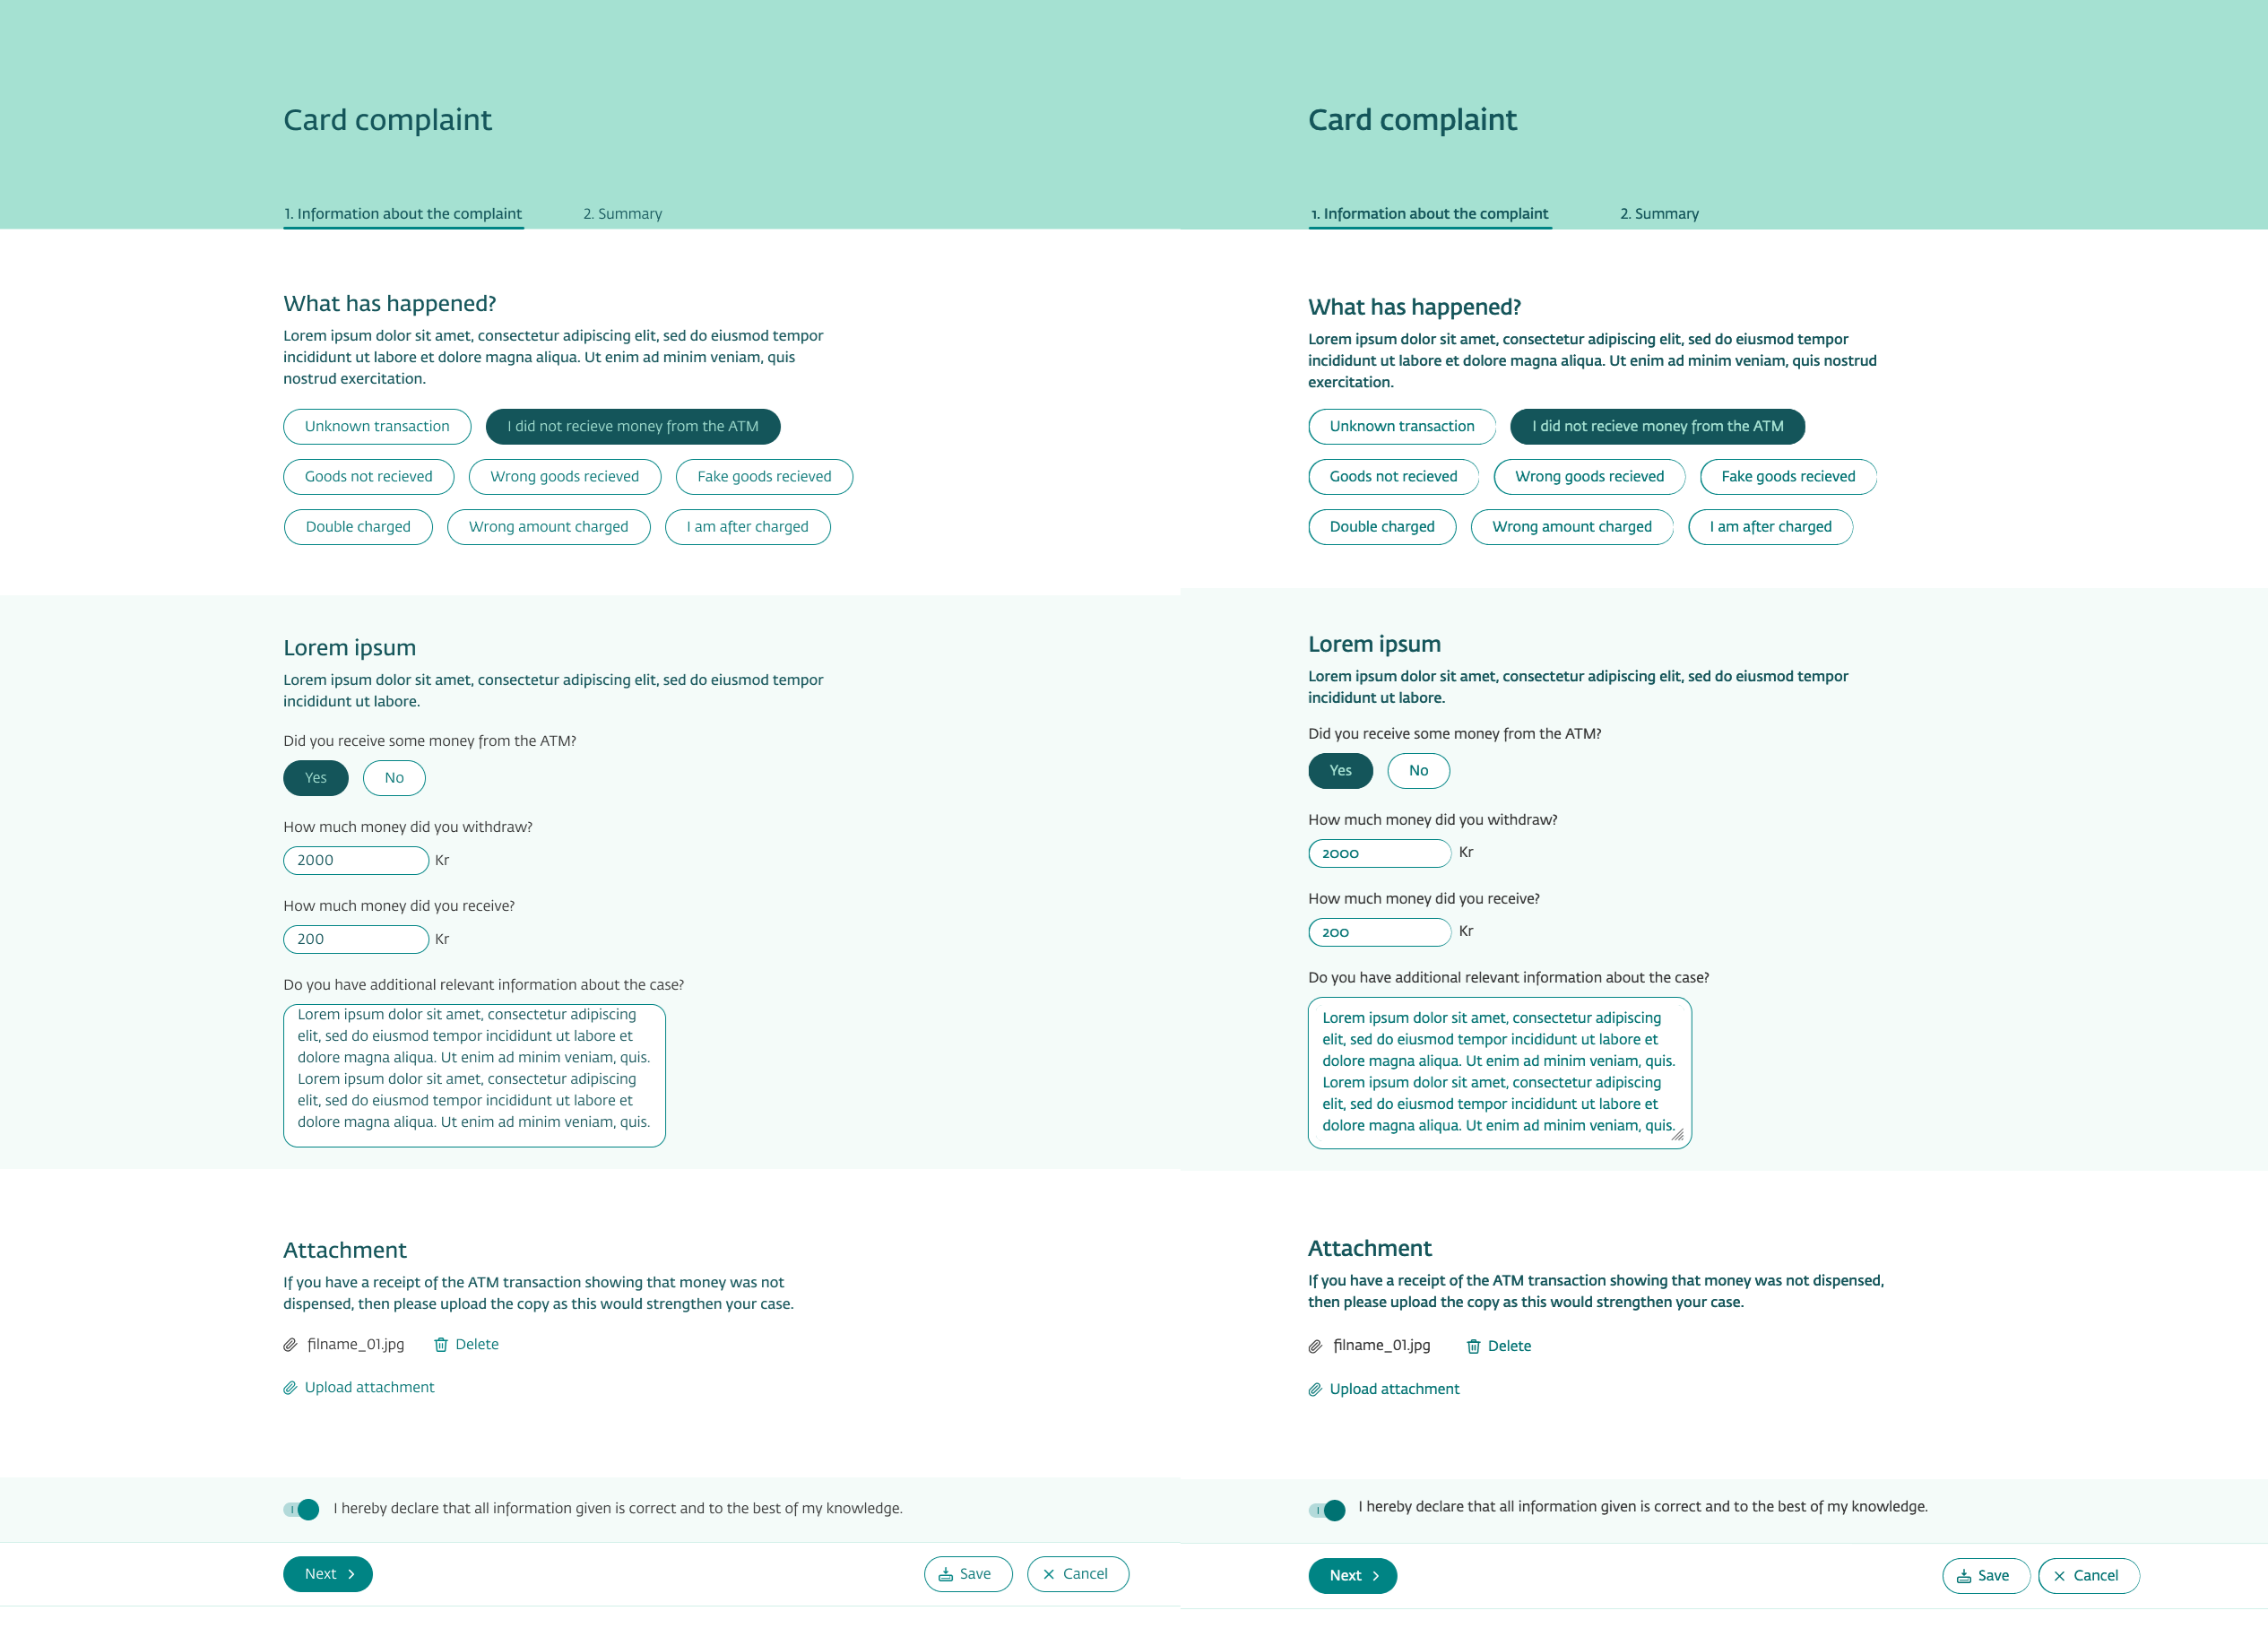 Card complaint
1. Information about the complaint
2. Summary
What has happened?
Lorem ipsum dolor sit amet, consectetur adipiscing elit, sed do eiusmod tempor
incididunt ut labore et dolore magna aliqua. Ut enim ad minim veniam, quis
nostrud exercitation.
Unknown transaction
I did not recieve money from the ATM
Goods not recieved
Wrong goods recieved
Fake goods recieved
Double charged
Wrong amount charged
I am after charged
Lorem ipsum
Lorem ipsum dolor sit amet, consectetur adipiscing elit, sed do eiusmod tempor
incididunt ut labore.
Did you receive some money from the ATM?
Yes
No
How much money did you withdraw?
2000
Kr
How much money did you receive?
200
Kr
Do you have additional relevant information about the case?
Lorem ipsum dolor sit amet, consectetur adipiscing
elit, sed do eiusmod tempor incididunt ut labore et
dolore magna aliqua. Ut enim ad minim veniam, quis.
Lorem ipsum dolor sit amet, consectetur adipiscing
elit, sed do eiusmod tempor incididunt ut labore et
dolore magna aliqua. Ut enim ad minim veniam, quis.
Attachment
If you have a receipt of the ATM transaction showing that money was not
dispensed, then please upload the copy as this would strengthen your case.
filname_01.jpg
Delete
Upload attachment
I hereby declare that all information given is correct and to the best of my knowledge.
Next
Save
Cancel
Card complaint
1. Information about the complaint
2. Summary
What has happened?
Lorem ipsum dolor sit amet, consectetur adipiscing elit, sed do eiusmod tempor
incididunt ut labore et dolore magna aliqua. Ut enim ad minim veniam, quis nostrud
exercitation.
Unknown transaction
I did not recieve money from the ATM
Goods not recieved
Wrong goods recieved
Fake goods recieved
Double charged
Wrong amount charged
I am after charged
Lorem ipsum
Lorem ipsum dolor sit amet, consectetur adipiscing elit, sed do eiusmod tempor
incididunt ut labore.
Did you receive some money from the ATM?
Yes
No
How much money did you withdraw?
2000
Kr
How much money did you receive?
200
Kr
Do you have additional relevant information about the case?
Lorem ipsum dolor sit amet, consectetur adipiscing
elit, sed do eiusmod tempor incididunt ut labore et
dolore magna aliqua. Ut enim ad minim veniam, quis.
Lorem ipsum dolor sit amet, consectetur adipiscing
elit, sed do eiusmod tempor incididunt ut labore et
dolore magna aliqua. Ut enim ad minim veniam, quis.
Attachment
If you have a receipt of the ATM transaction showing that money was not dispensed,
then please upload the copy as this would strengthen your case.
filname_01.jpg
Delete
Upload attachment
I hereby declare that all information given is correct and to the best of my knowledge.
Next
Save
Cancel